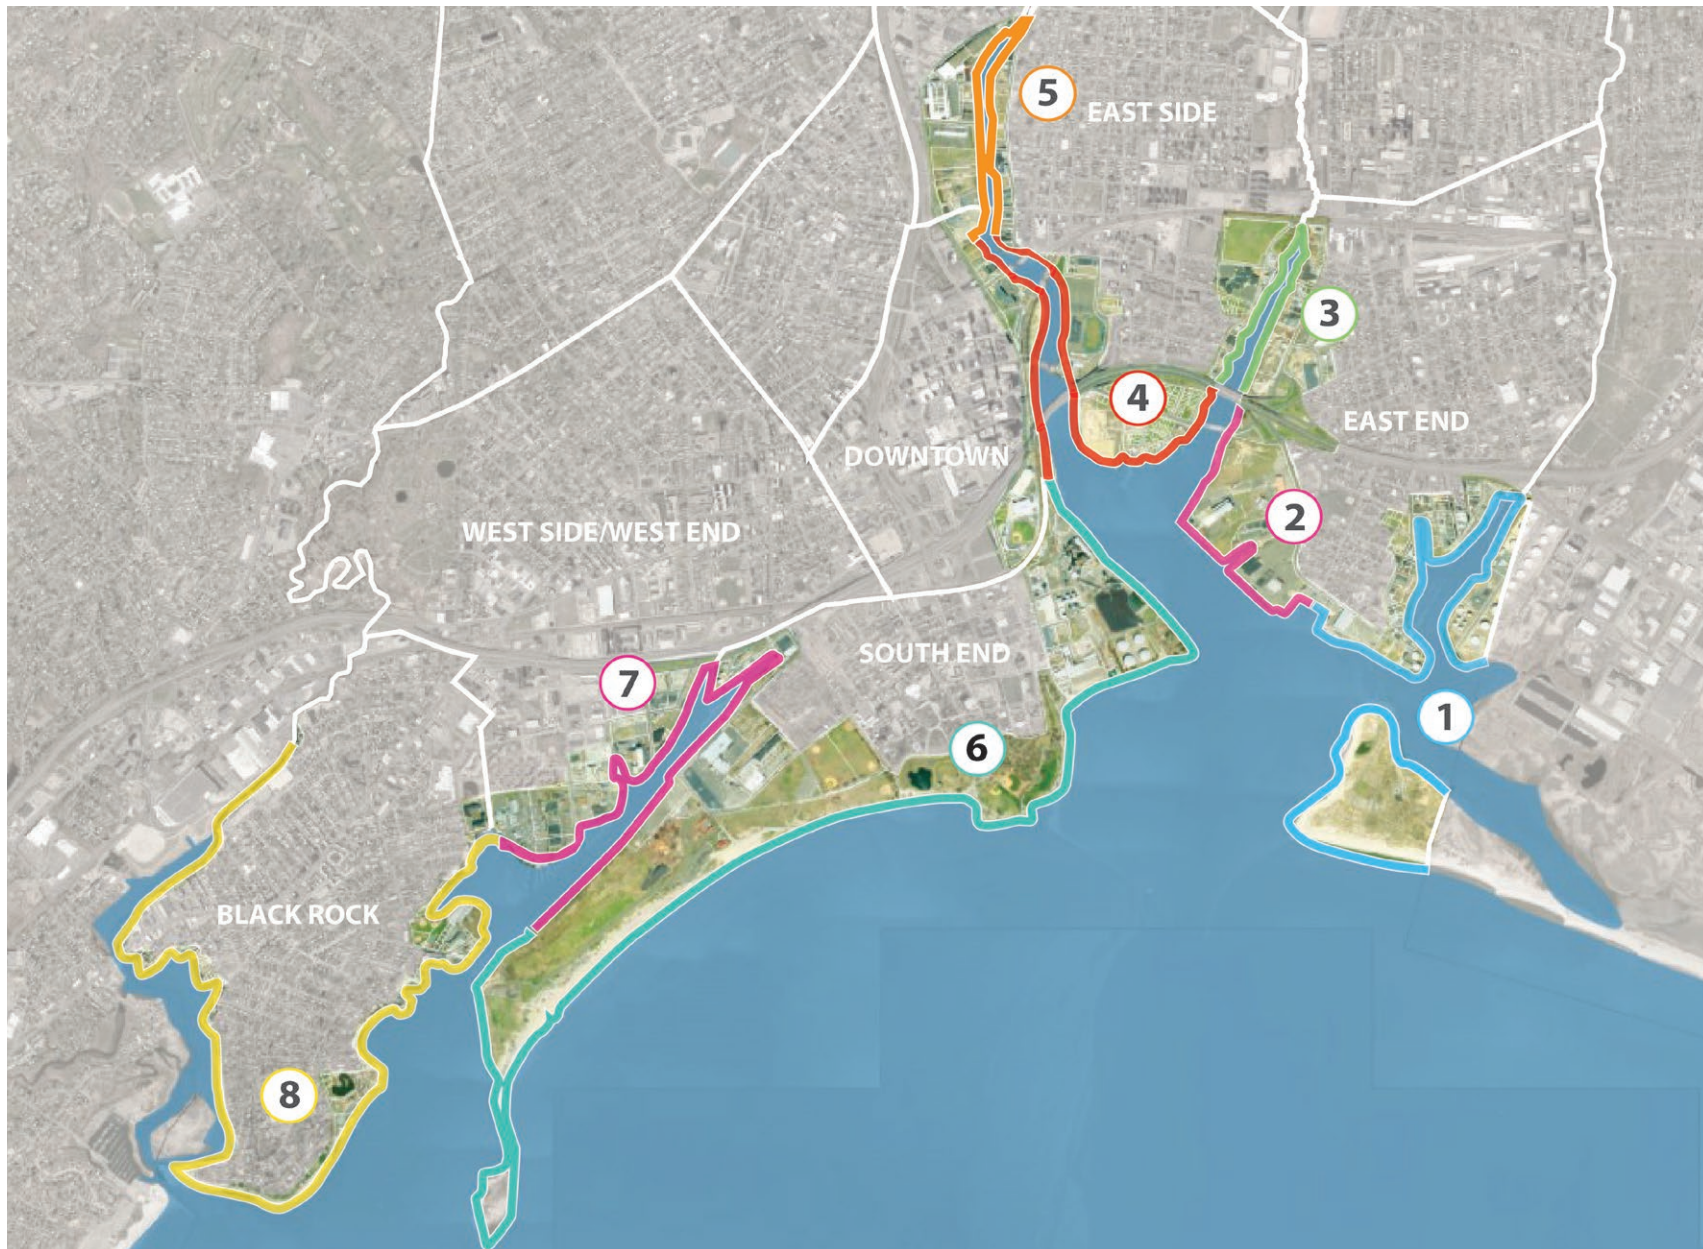 5
EAST SIDE
3
4
EAST END
DOWNTOWN
2
WEST SIDE/WEST END
SOUTH END
7
1
6
BLACK ROCK
8